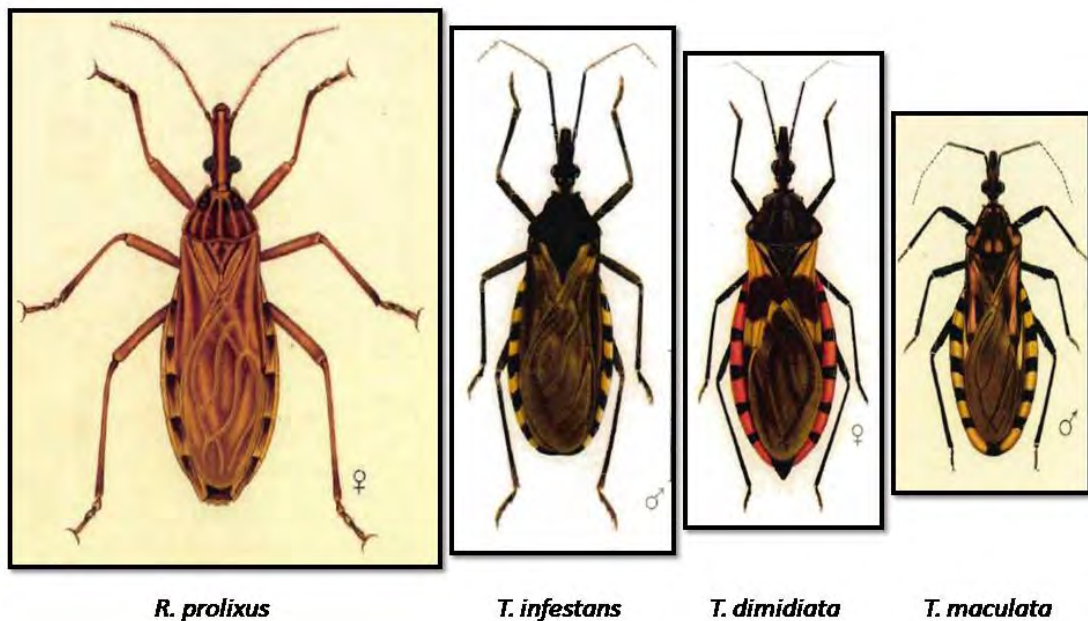 ♀
♂
♀
♂
R. prolixus T. infestans T. dimidiata T. maculata